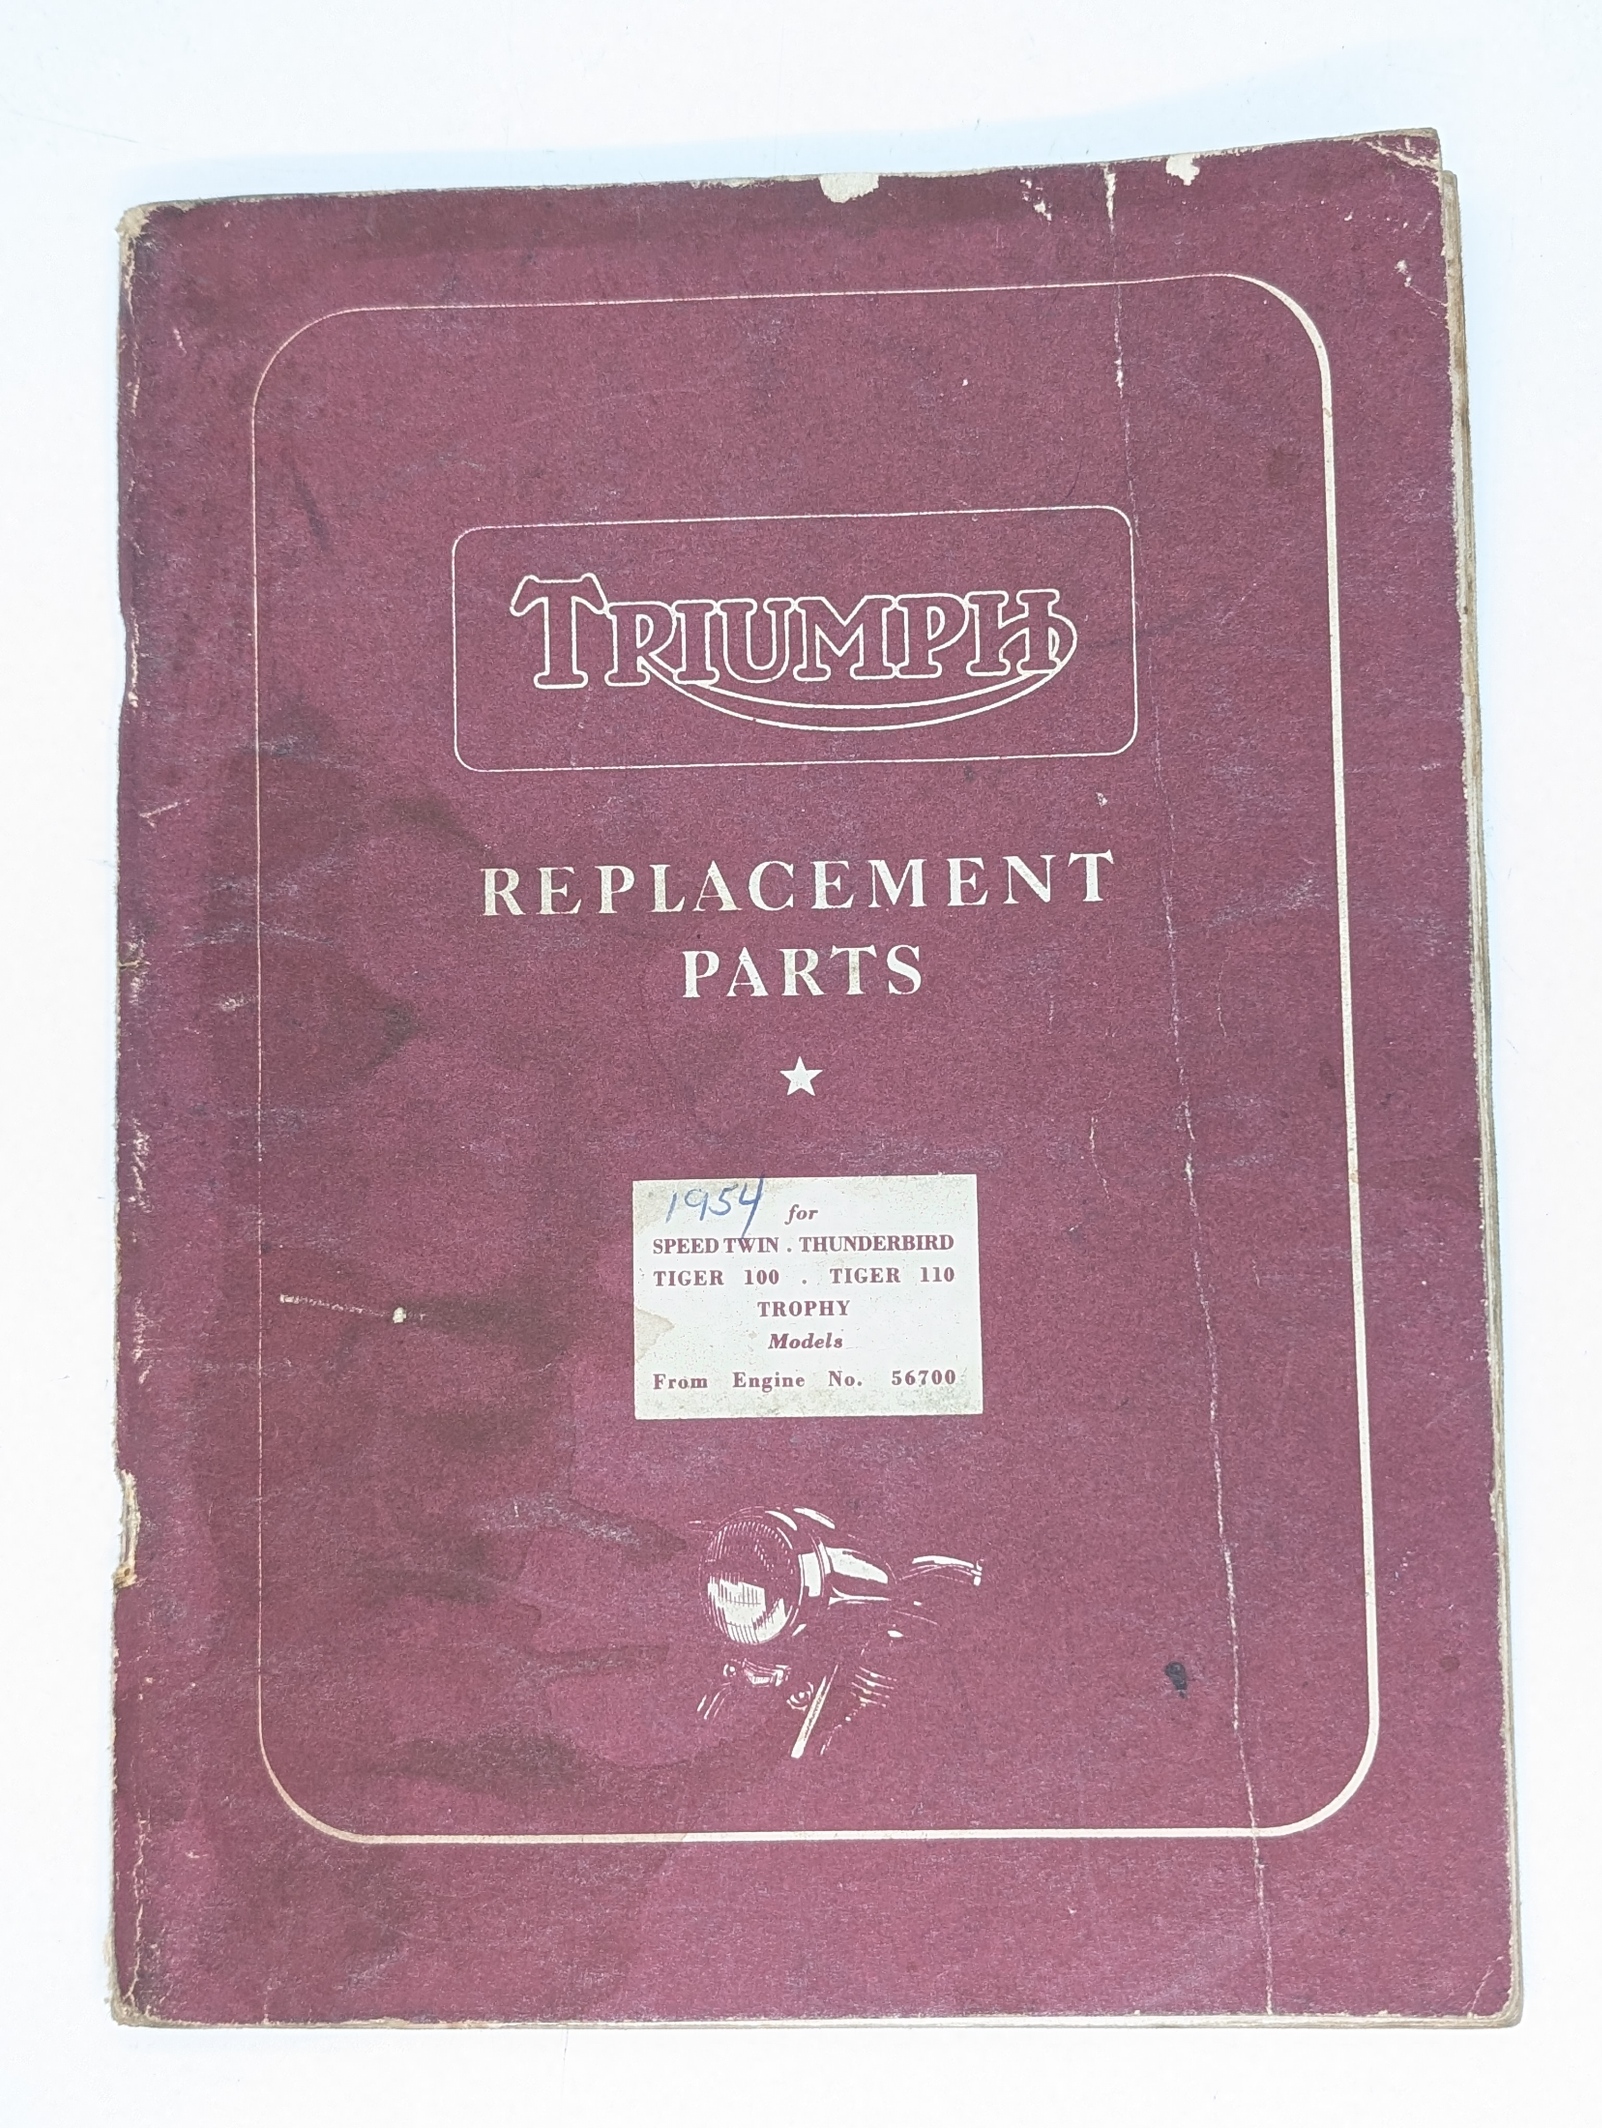 TRIUMPH
REPLACEMENT
PARTS
1954 for
SPEED TWIN . THUNDERBIRD
TIGER 100 . TIGER 110
TROPHY
Models
From Engine No. 56700